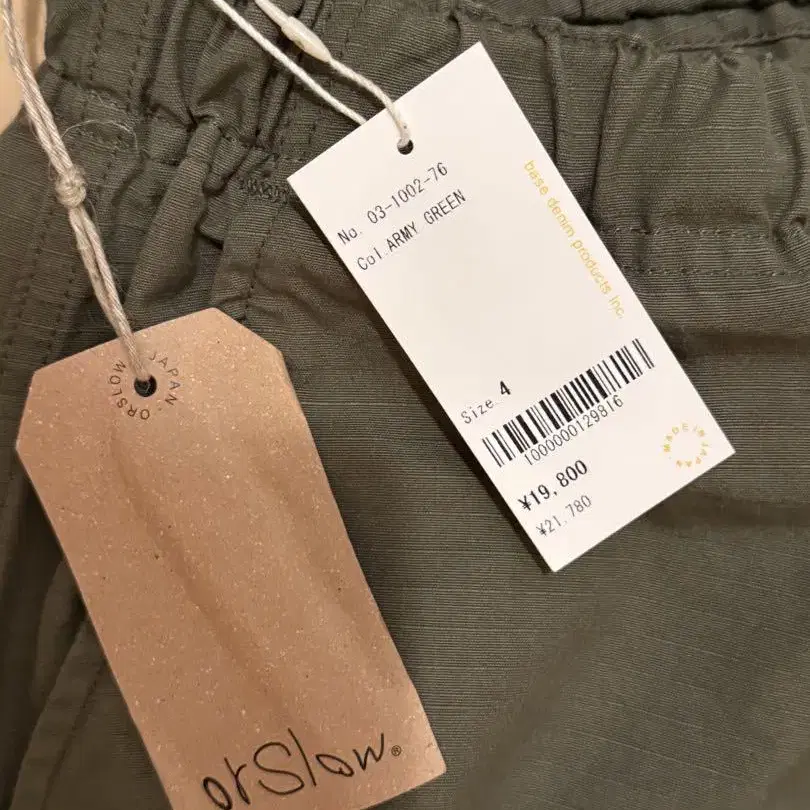 No. 03-1002-76
Col.ARMY GREEN
base denim products inc.
Size 4
1000000129816
¥19,800
¥21,780
MADE IN JAPAN.
JAPAN·ORSLOW
orSlow®